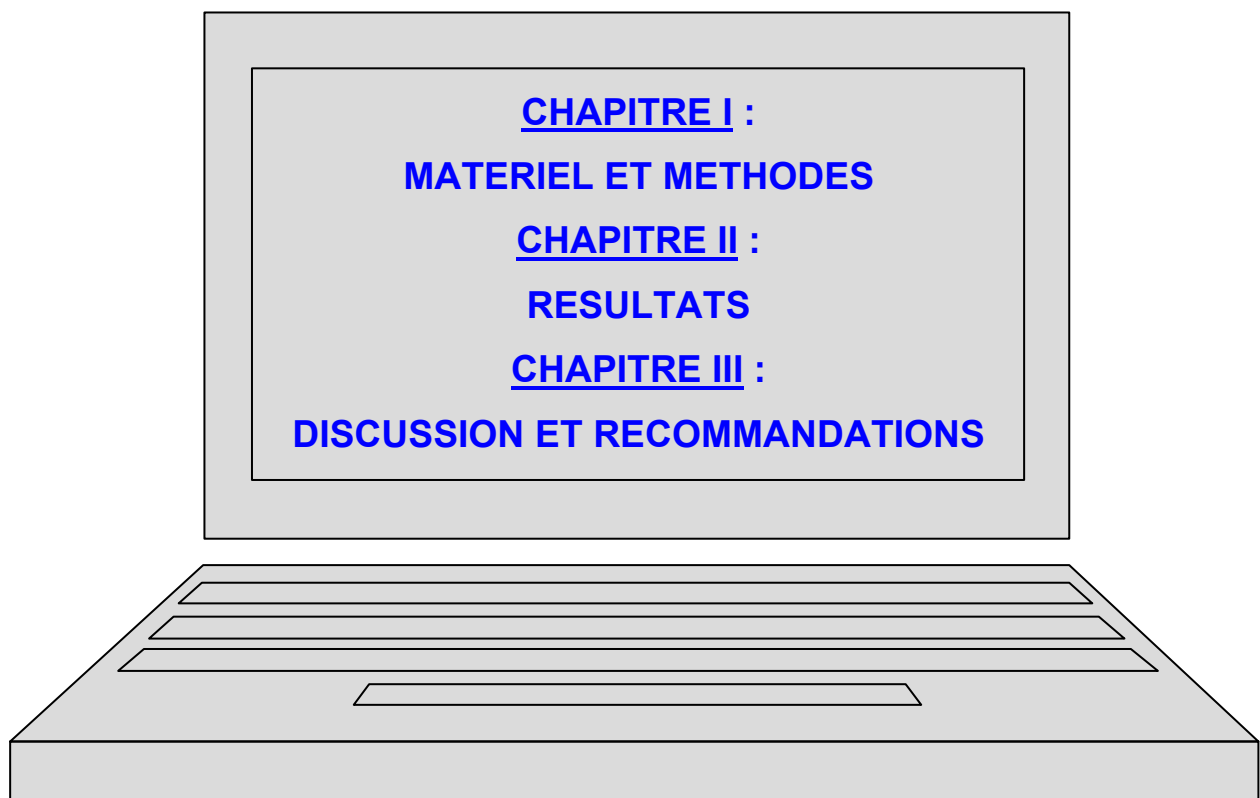 CHAPITRE I :
MATERIEL ET METHODES
CHAPITRE II :
RESULTATS
CHAPITRE III :
DISCUSSION ET RECOMMANDATIONS